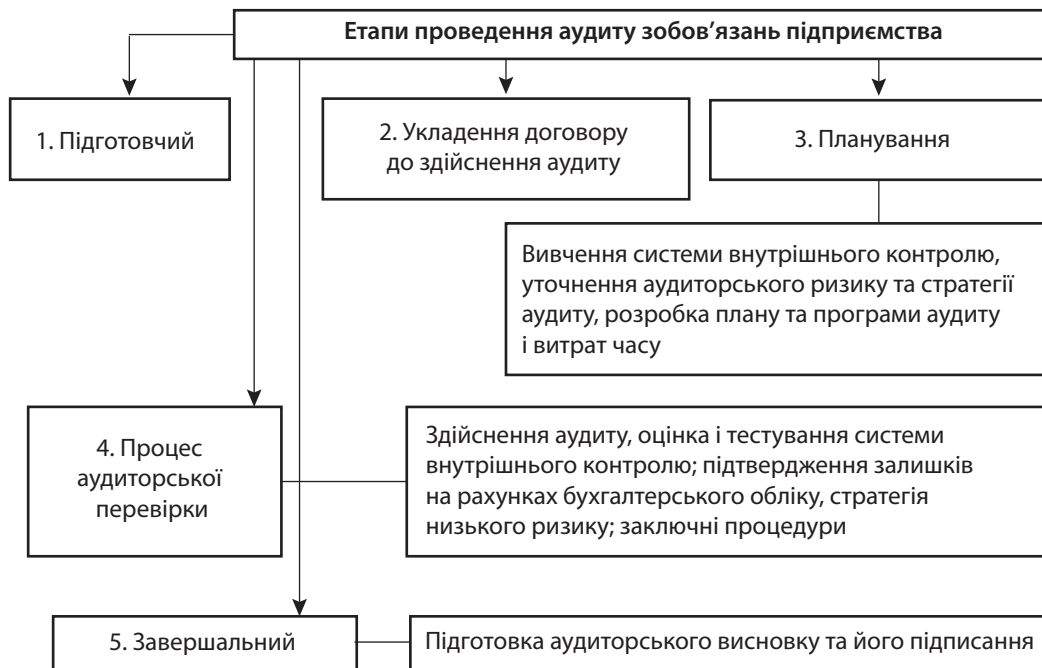 Етапи проведення аудиту зобов’язань підприємства
1. Підготовчий
2. Укладення договору
до здійснення аудиту
3. Планування
Вивчення системи внутрішнього контролю,
уточнення аудиторського ризику та стратегії
аудиту, розробка плану та програми аудиту
і витрат часу
4. Процес
аудиторської
перевірки
Здійснення аудиту, оцінка і тестування системи
внутрішнього контролю; підтвердження залишків
на рахунках бухгалтерського обліку, стратегія
низького ризику; заключні процедури
5. Завершальний
Підготовка аудиторського висновку та його підписання